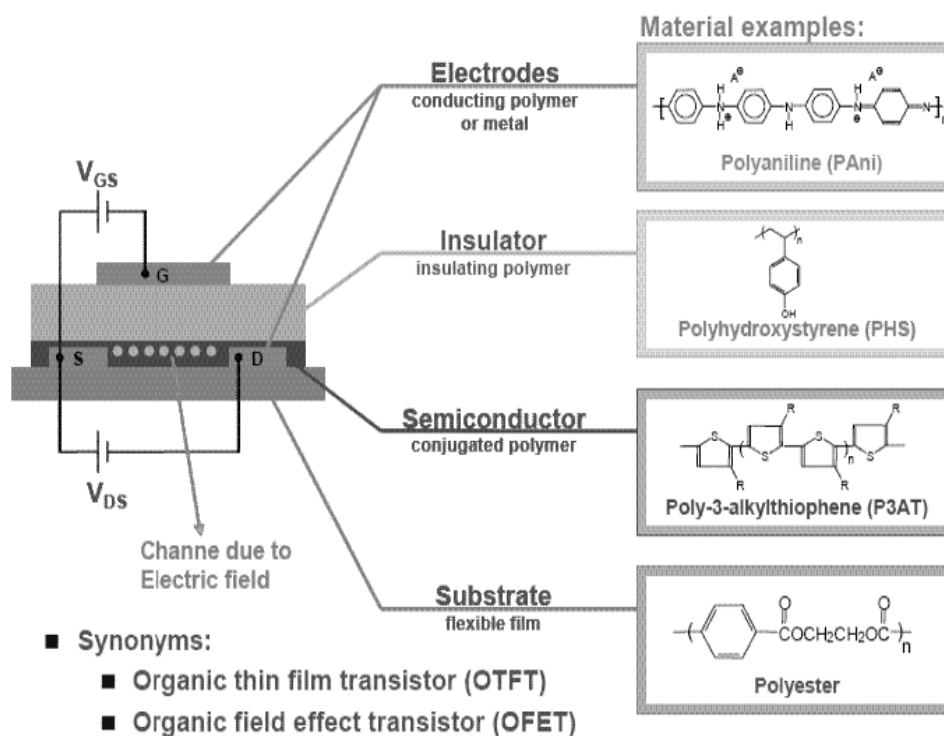 Material examples:
Electrodes
conducting polymer
or metal
A⊕
A⊕
H
H
N
H
⊕
N
H
N
⊕
N
n
Polyaniline (PAni)
V_GS
G
Insulator
insulating polymer
n
OH
Polyhydroxystyrene (PHS)
S
D
Semiconductor
conjugated polymer
R
R
S
S
S
S
n
R
R
Poly-3-alkylthiophene (P3AT)
V_DS
Channe due to
Electric field
Substrate
flexible film
O
O
COCH₂CH₂OC
n
Polyester
■ Synonyms:
■ Organic thin film transistor (OTFT)
■ Organic field effect transistor (OFET)